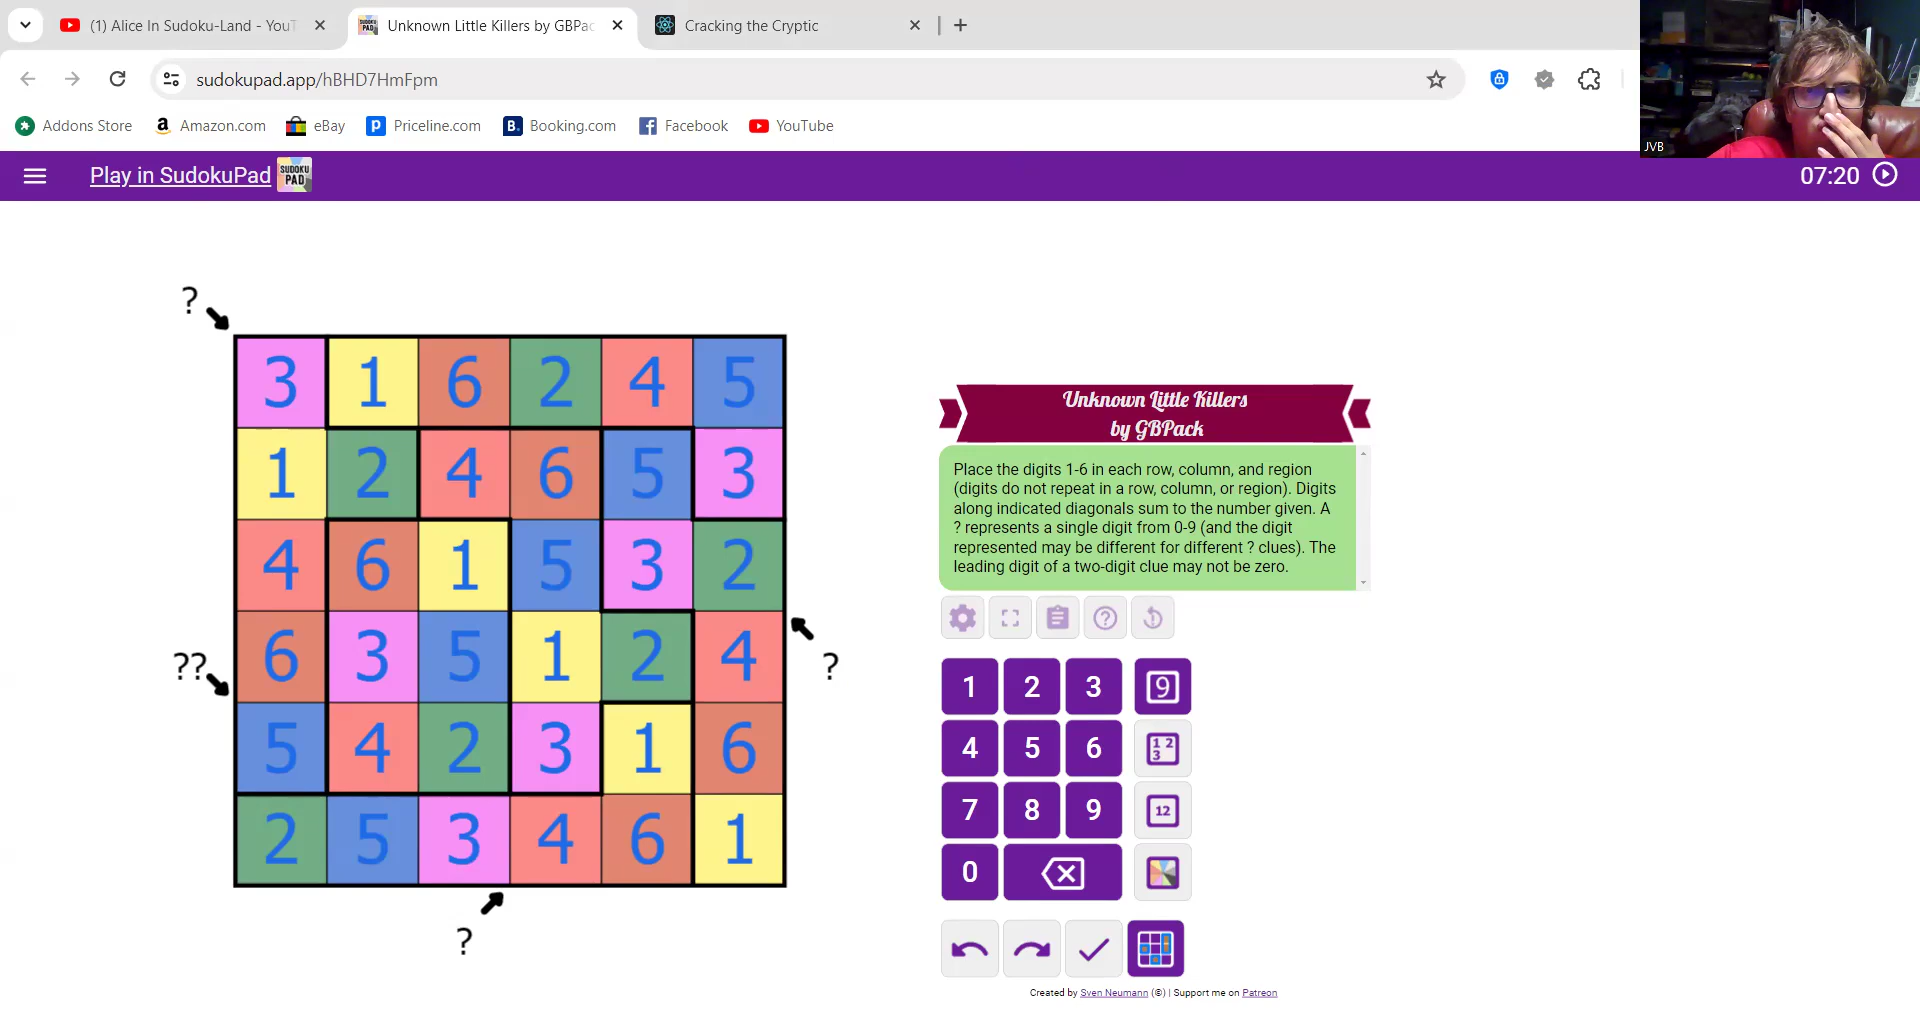 (1) Alice In Sudoku-Land - YouT
Unknown Little Killers by GBPac
Cracking the Cryptic
sudokupad.app/hBHD7HmFpm
Addons Store
Amazon.com
eBay
Priceline.com
Booking.com
Facebook
YouTube
JVB
Play in SudokuPad
SUDOKU PAD
07:20
?
3 1 6 2 4 5
1 2 4 6 5 3
4 6 1 5 3 2
6 3 5 1 2 4
??
?
5 4 2 3 1 6
2 5 3 4 6 1
?
Unknown Little Killers
by GBPack
Place the digits 1-6 in each row, column, and region
(digits do not repeat in a row, column, or region). Digits
along indicated diagonals sum to the number given. A
? represents a single digit from 0-9 (and the digit
represented may be different for different ? clues). The
leading digit of a two-digit clue may not be zero.
1 2 3 9
4 5 6 1 2 3
7 8 9 12
0
Created by Sven Neumann (©) | Support me on Patreon